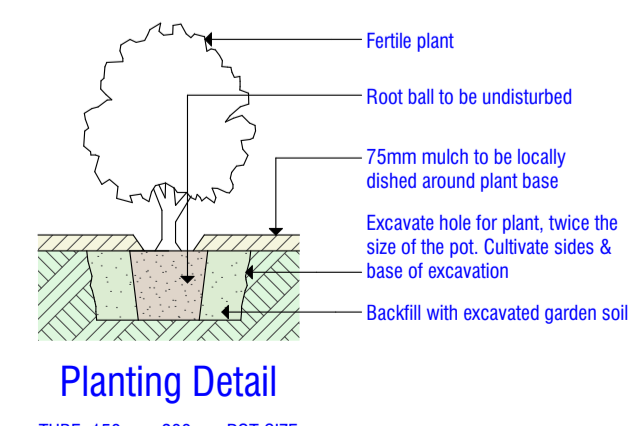 Fertile plant
Root ball to be undisturbed
75mm mulch to be locally
dished around plant base
Excavate hole for plant, twice the
size of the pot. Cultivate sides &
base of excavation
Backfill with excavated garden soil
Planting Detail